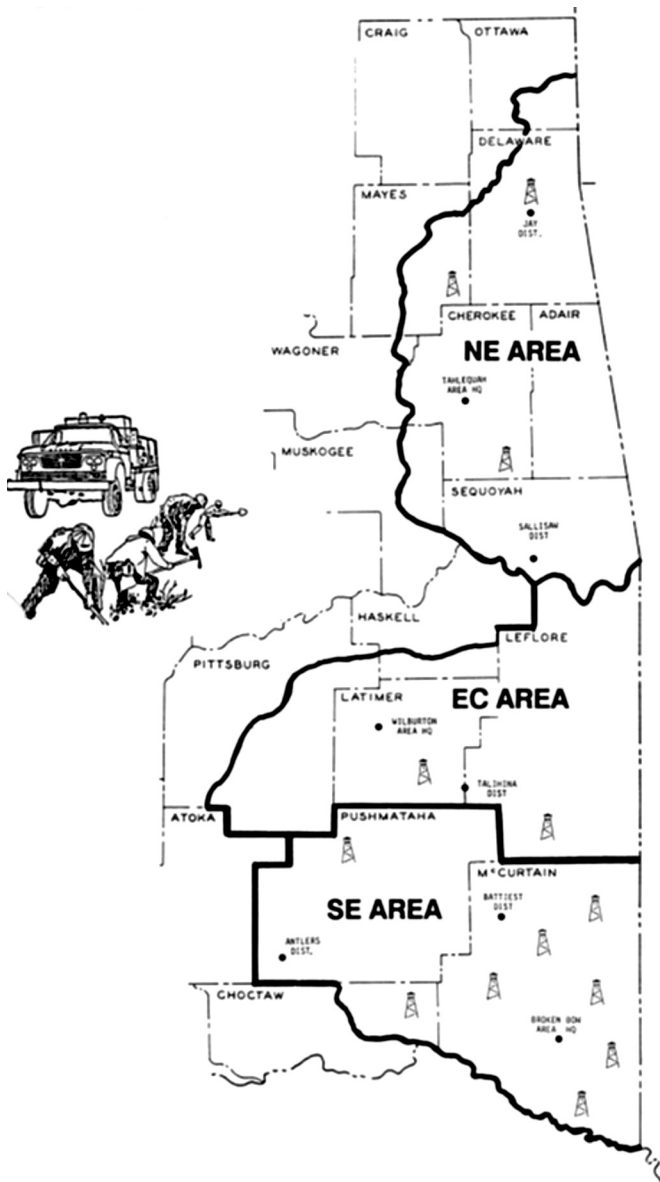 CRAIG
OTTAWA
DELAWARE
MAYES
JAY
DIST.
CHEROKEE
ADAIR
WAGONER
NE AREA
TAHLEQUAH
AREA HQ
MUSKOGEE
SEQUOYAH
SALLISAW
DIST
HASKELL
LEFLORE
PITTSBURG
LATIMER
EC AREA
WILBURTON
AREA HQ
TALIHINA
DIST
ATOKA
PUSHMATAHA
McCURTAIN
BATTIEST
DIST
SE AREA
ANTLERS
DIST.
CHOCTAW
BROKEN BOW
AREA HQ